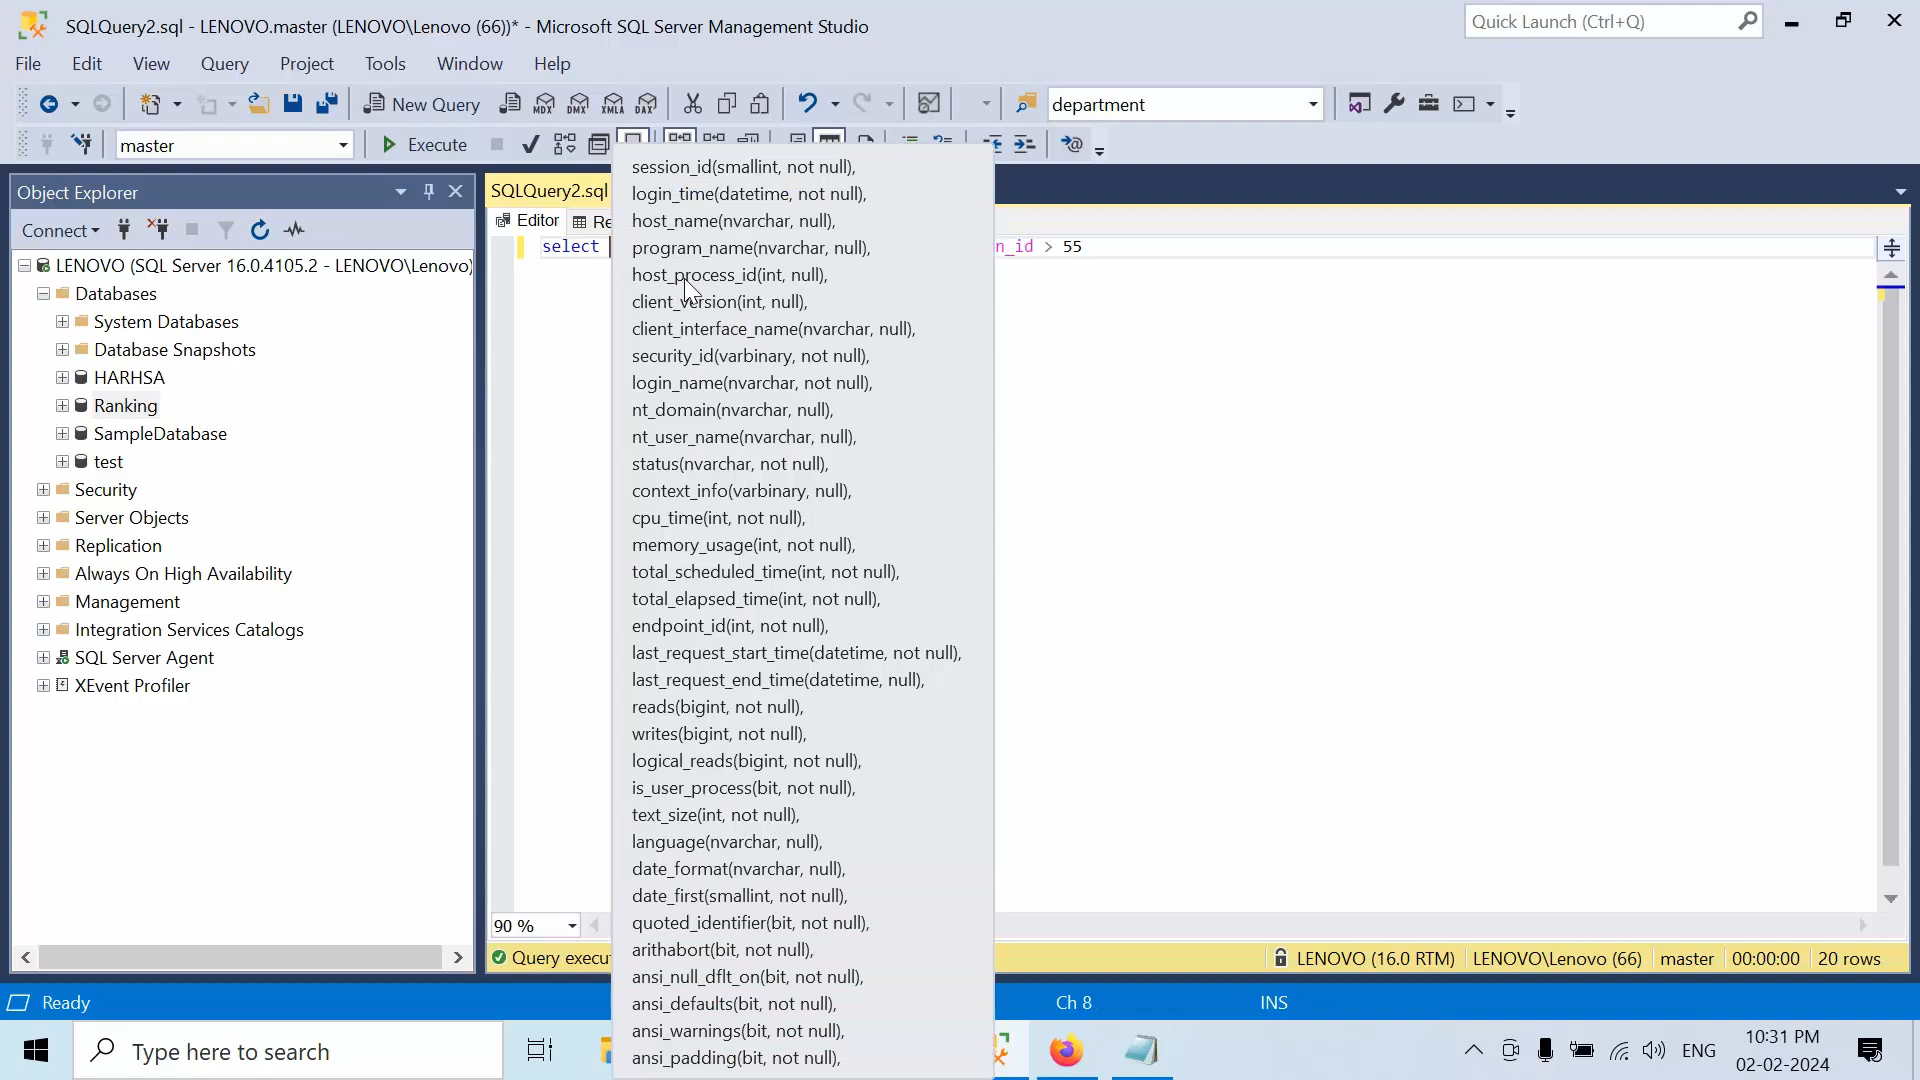 SQLQuery2.sql - LENOVO.master (LENOVO\Lenovo (66))* - Microsoft SQL Server Management Studio
Quick Launch (Ctrl+Q)
File Edit View Query Project Tools Window Help
New Query
MDX DMX XMLA DAX
department
master
Execute
Object Explorer
Connect
LENOVO (SQL Server 16.0.4105.2 - LENOVO\Lenovo)
Databases
System Databases
Database Snapshots
HARHSA
Ranking
SampleDatabase
test
Security
Server Objects
Replication
Always On High Availability
Management
Integration Services Catalogs
SQL Server Agent
XEvent Profiler
SQLQuery2.sql
Editor
Re
select
n_id > 55
session_id(smallint, not null),
login_time(datetime, not null),
host_name(nvarchar, null),
program_name(nvarchar, null),
host_process_id(int, null),
client_version(int, null),
client_interface_name(nvarchar, null),
security_id(varbinary, not null),
login_name(nvarchar, not null),
nt_domain(nvarchar, null),
nt_user_name(nvarchar, null),
status(nvarchar, not null),
context_info(varbinary, null),
cpu_time(int, not null),
memory_usage(int, not null),
total_scheduled_time(int, not null),
total_elapsed_time(int, not null),
endpoint_id(int, not null),
last_request_start_time(datetime, not null),
last_request_end_time(datetime, null),
reads(bigint, not null),
writes(bigint, not null),
logical_reads(bigint, not null),
is_user_process(bit, not null),
text_size(int, not null),
language(nvarchar, null),
date_format(nvarchar, null),
date_first(smallint, not null),
quoted_identifier(bit, not null),
arithabort(bit, not null),
ansi_null_dflt_on(bit, not null),
ansi_defaults(bit, not null),
ansi_warnings(bit, not null),
ansi_padding(bit, not null),
90 %
Query execu
LENOVO (16.0 RTM) LENOVO\Lenovo (66) master 00:00:00 20 rows
Ready
Ch 8
INS
Type here to search
ENG
10:31 PM
02-02-2024